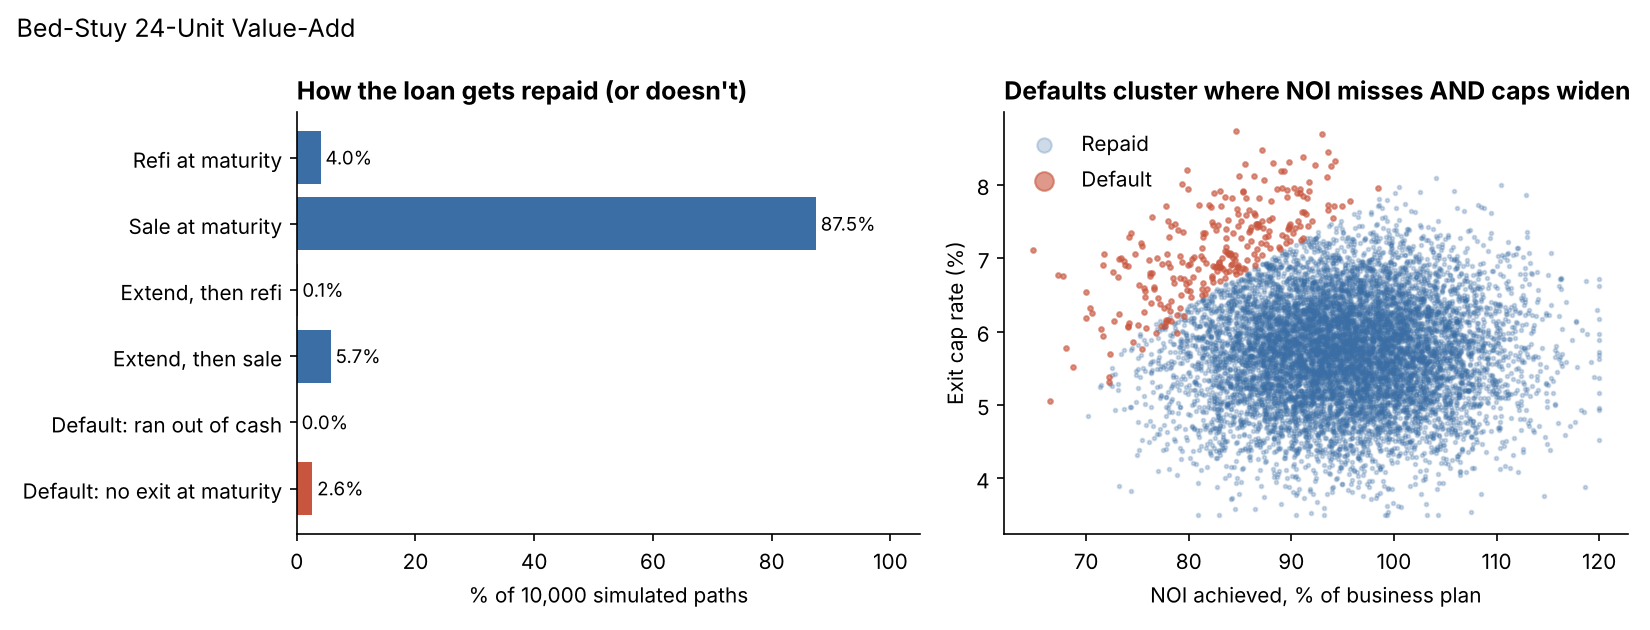 Bed-Stuy 24-Unit Value-Add
How the loan gets repaid (or doesn't)
Refi at maturity
4.0%
Sale at maturity
87.5%
Extend, then refi
0.1%
Extend, then sale
5.7%
Default: ran out of cash
0.0%
Default: no exit at maturity
2.6%
0 20 40 60 80 100
% of 10,000 simulated paths
Defaults cluster where NOI misses AND caps widen
Repaid
Default
Exit cap rate (%)
8
7
6
5
4
70 80 90 100 110 120
NOI achieved, % of business plan